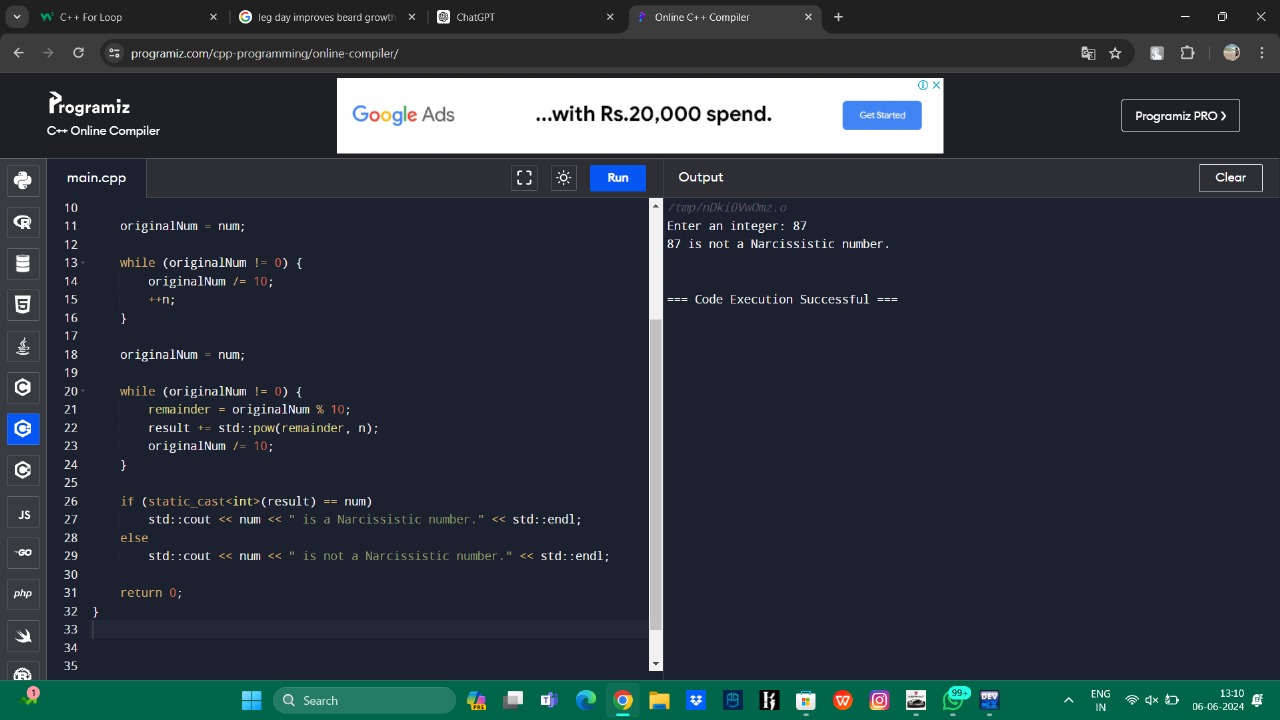 C++ For Loop
leg day improves beard growth
ChatGPT
Online C++ Compiler
programiz.com/cpp-programming/online-compiler/
Programiz
C++ Online Compiler
Google Ads
...with Rs.20,000 spend.
Get Started
Programiz PRO
main.cpp
Run
Output
Clear
10
11 originalNum = num;
12
13 while (originalNum != 0) {
14 originalNum /= 10;
15 ++n;
16 }
17
18 originalNum = num;
19
20 while (originalNum != 0) {
21 remainder = originalNum % 10;
22 result += std::pow(remainder, n);
23 originalNum /= 10;
24 }
25
26 if (static_cast<int>(result) == num)
27 std::cout << num << " is a Narcissistic number." << std::endl;
28 else
29 std::cout << num << " is not a Narcissistic number." << std::endl;
30
31 return 0;
32 }
33
34
35
/tmp/nDki0VwOmz.o
Enter an integer: 87
87 is not a Narcissistic number.
=== Code Execution Successful ===
JS
GO
php
1
Search
PRE
99+
DEV
ENG
IN
13:10
06-06-2024